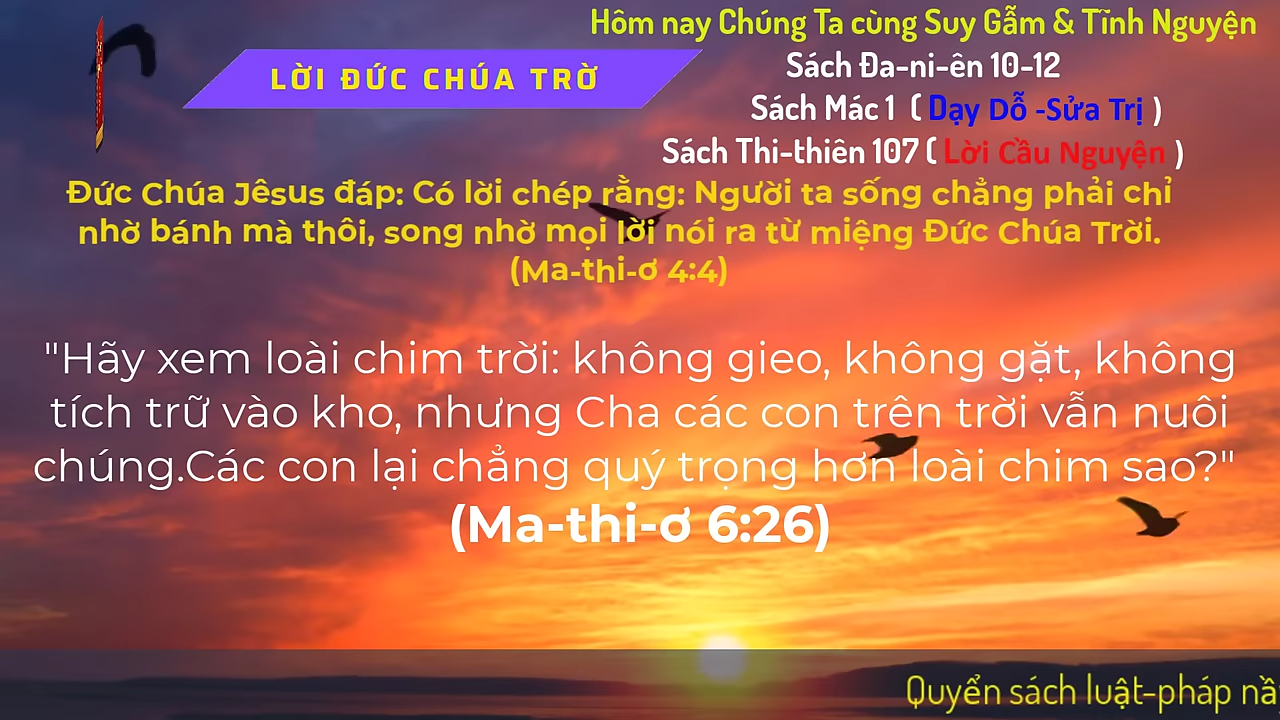 Hôm nay Chúng Ta cùng Suy Gẫm & Tĩnh Nguyện
Sách Đa-ni-ên 10-12
Sách Mác 1 ( Dạy Dỗ -Sửa Trị )
Sách Thi-thiên 107 ( Lời Cầu Nguyện )
LỜI ĐỨC CHÚA TRỜ
Đức Chúa Jêsus đáp: Có lời chép rằng: Người ta sống chẳng phải chỉ
nhờ bánh mà thôi, song nhờ mọi lời nói ra từ miệng Đức Chúa Trời.
(Ma-thi-ơ 4:4)
"Hãy xem loài chim trời: không gieo, không gặt, không
tích trữ vào kho, nhưng Cha các con trên trời vẫn nuôi
chúng.Các con lại chẳng quý trọng hơn loài chim sao?"
(Ma-thi-ơ 6:26)
Quyển sách luật-pháp nầ